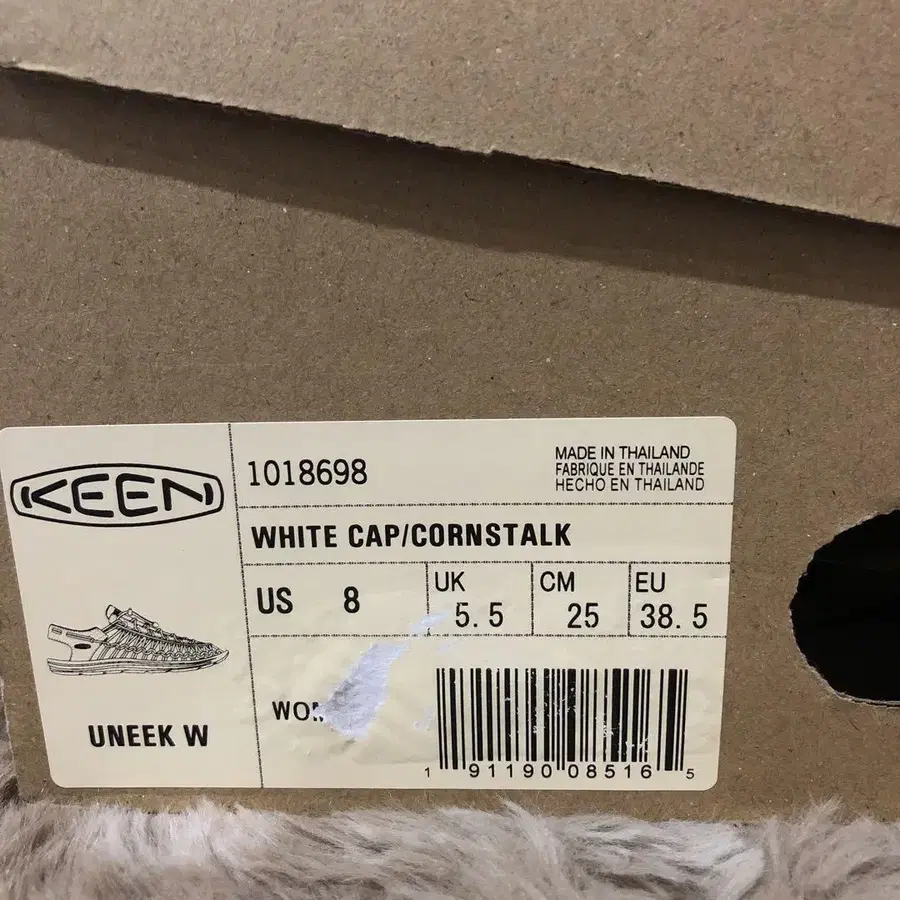 KEEN
1018698
MADE IN THAILAND
FABRIQUE EN THAILANDE
HECHO EN THAILAND
WHITE CAP/CORNSTALK
US 8
UK 5.5
CM 25
EU 38.5
UNEEK W
1 91190 08516 5